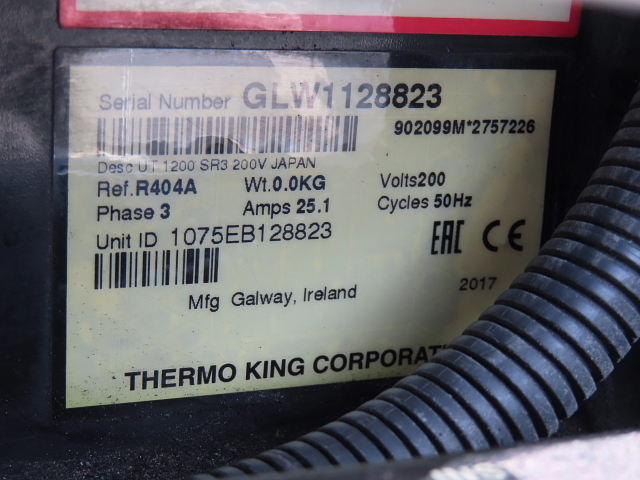 Serial Number GLW1128823
902099M*2757226
Desc UT 1200 SR3 200V JAPAN
Ref.R404A Wt.0.0KG Volts200
Phase 3 Amps 25.1 Cycles 50Hz
Unit ID 1075EB128823
EAC CE
Mfg Galway, Ireland 2017
THERMO KING